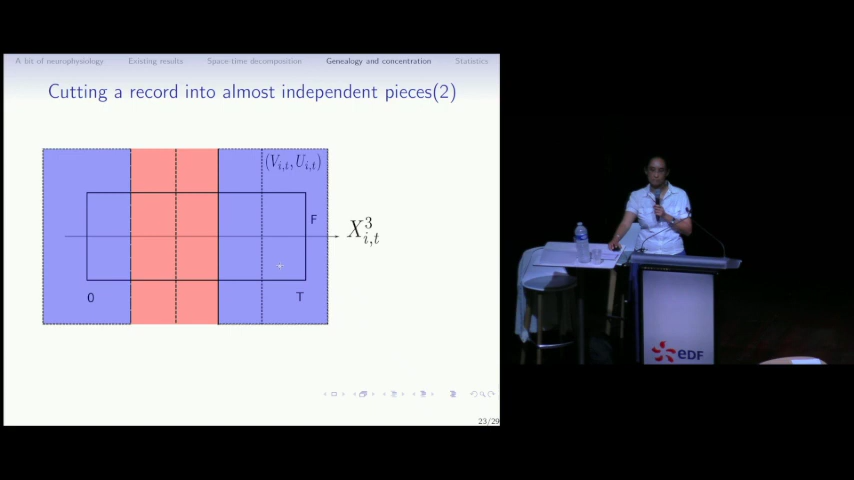 A bit of neurophysiology Existing results Space-time decomposition Genealogy and concentration Statistics
Cutting a record into almost independent pieces(2)
(V_{i,t}, U_{i,t})
F
X^3_{i,t}
0
T
23/29
eDF